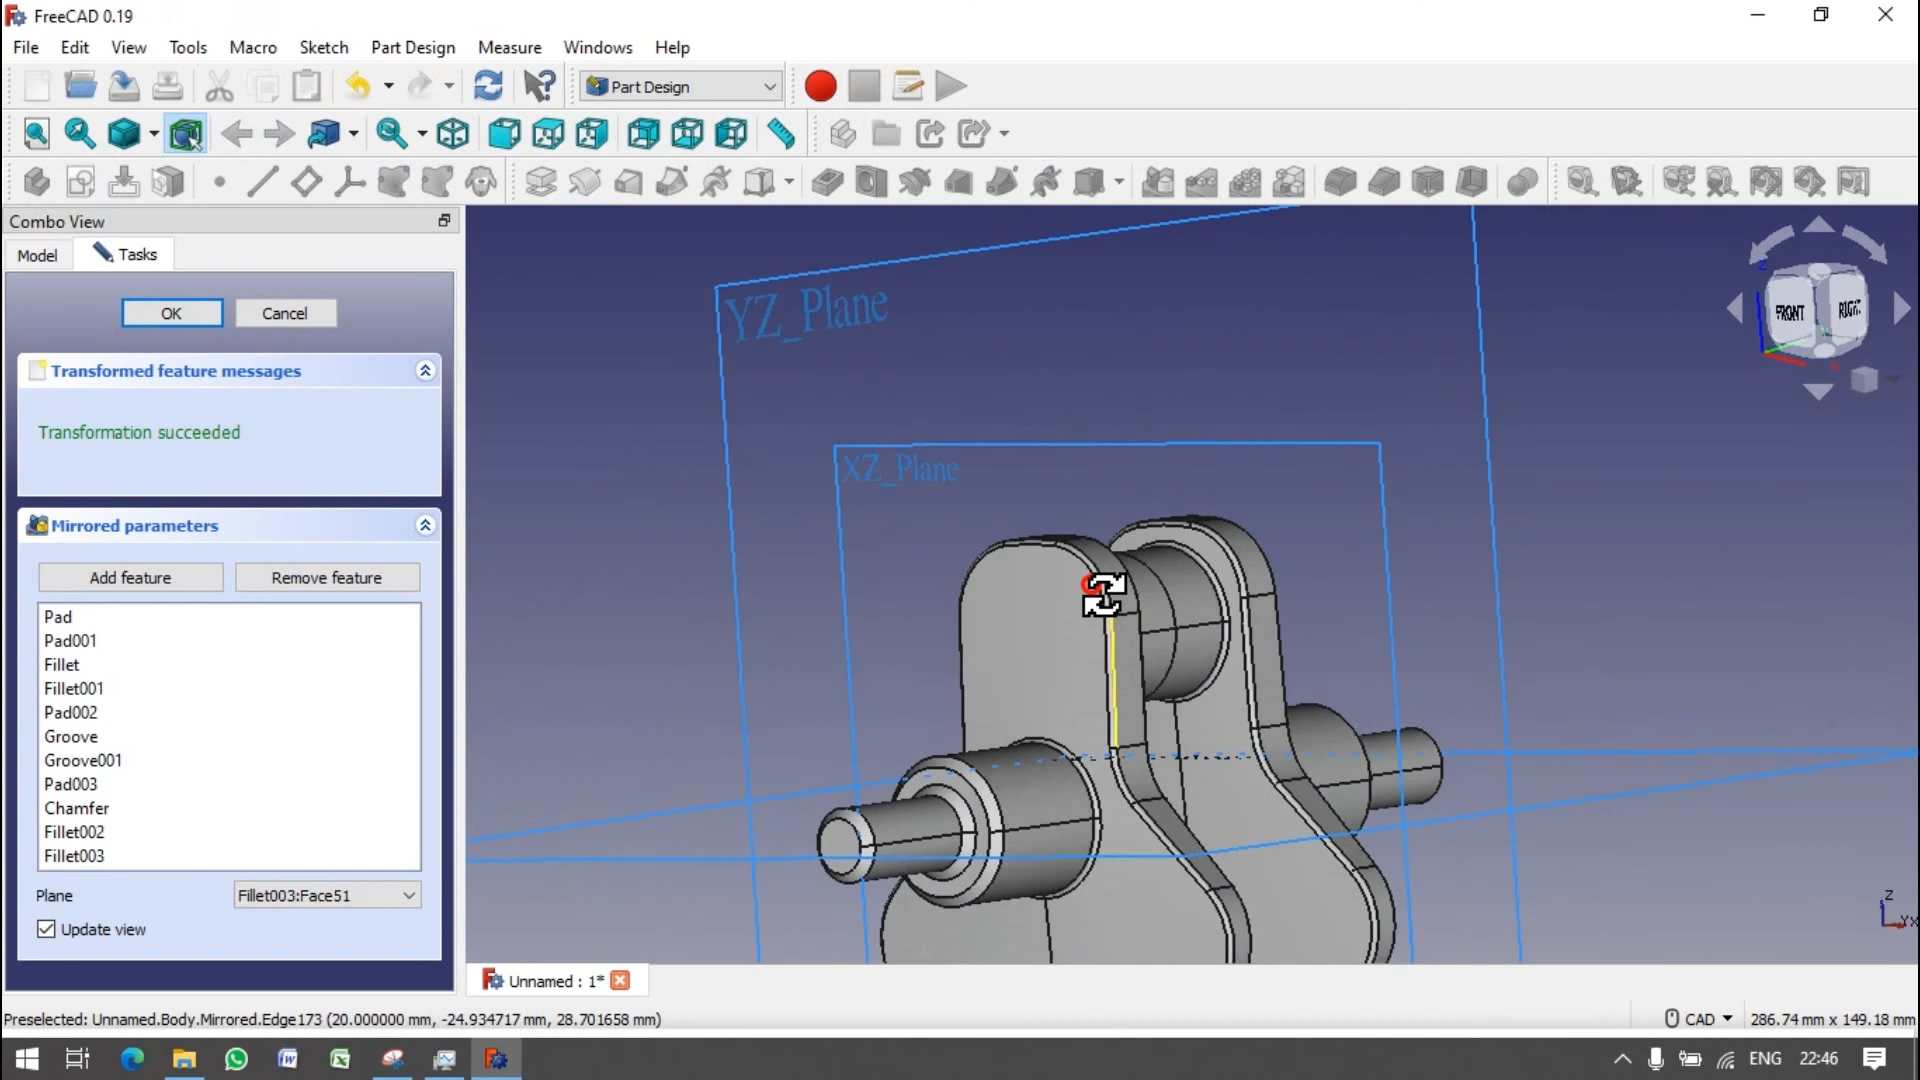 FreeCAD 0.19
File Edit View Tools Macro Sketch Part Design Measure Windows Help
Part Design
Combo View
Model Tasks
OK Cancel
Transformed feature messages
Transformation succeeded
Mirrored parameters
Add feature Remove feature
Pad
Pad001
Fillet
Fillet001
Pad002
Groove
Groove001
Pad003
Chamfer
Fillet002
Fillet003
Plane Fillet003:Face51
Update view
YZ_Plane
XZ_Plane
FRONT RIGHT
Z
Z
YX
Unnamed : 1*
Preselected: Unnamed.Body.Mirrored.Edge173 (20.000000 mm, -24.934717 mm, 28.701658 mm)
CAD 286.74 mm x 149.18 mm
ENG 22:46